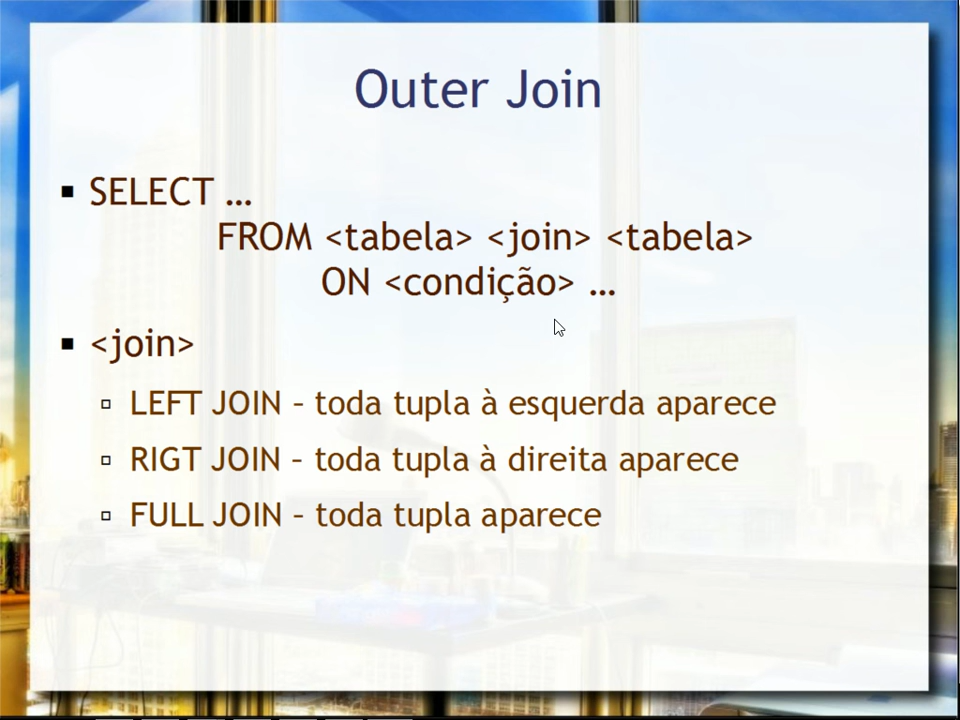 Outer Join
SELECT …
FROM <tabela> <join> <tabela>
ON <condição> …
<join>
LEFT JOIN – toda tupla à esquerda aparece
RIGT JOIN – toda tupla à direita aparece
FULL JOIN – toda tupla aparece